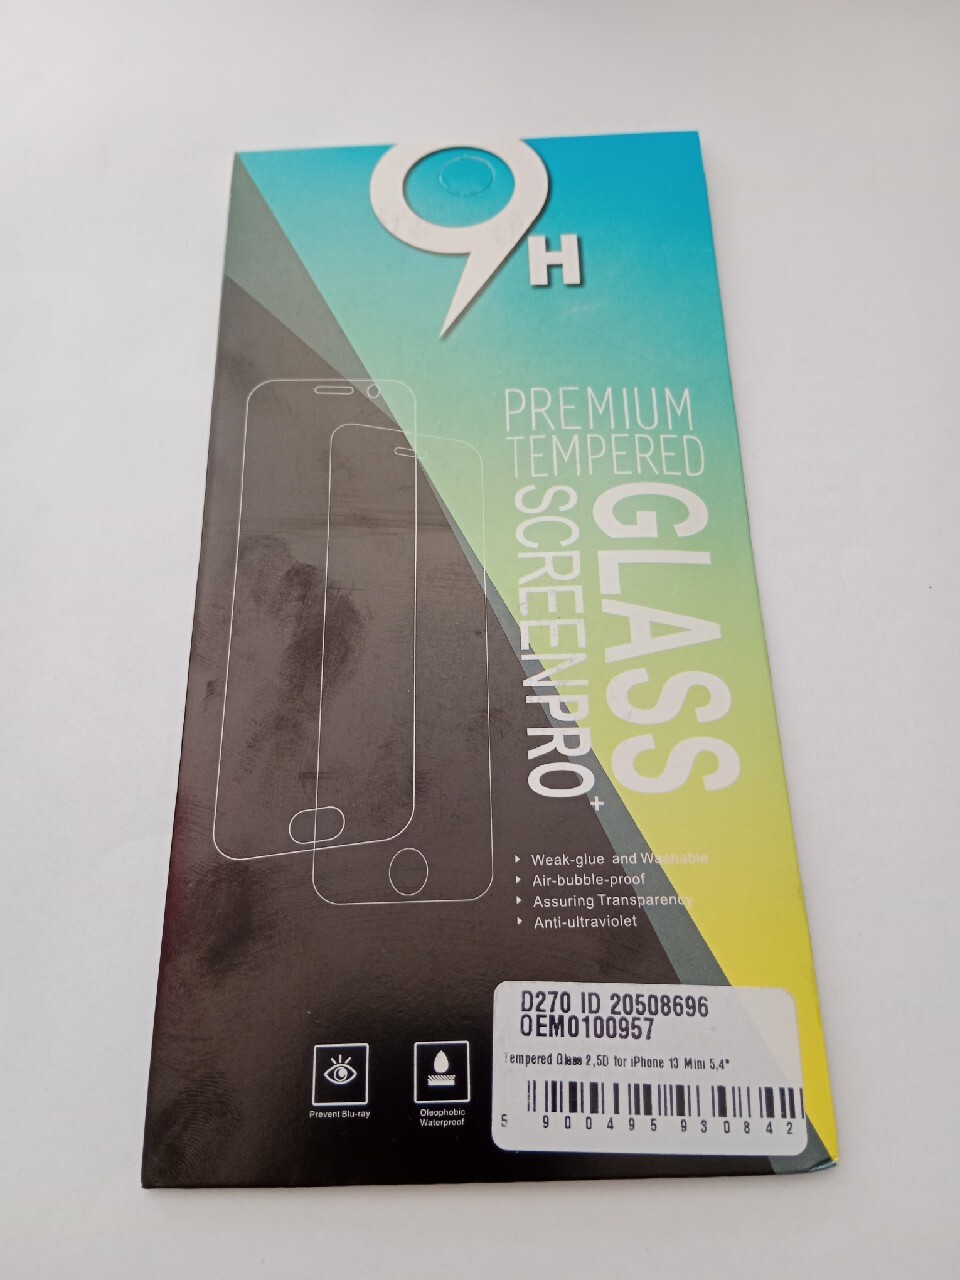 9H
PREMIUM
TEMPERED
GLASS
SCREENPRO+
Weak-glue and Washable
Air-bubble-proof
Assuring Transparency
Anti-ultraviolet
D270 ID 20508696
OEM0100957
Tempered Glass 2,5D for iPhone 13 Mini 5,4"
5 900495 930842
Prevent Blu-ray
Oleophobic
Waterproof